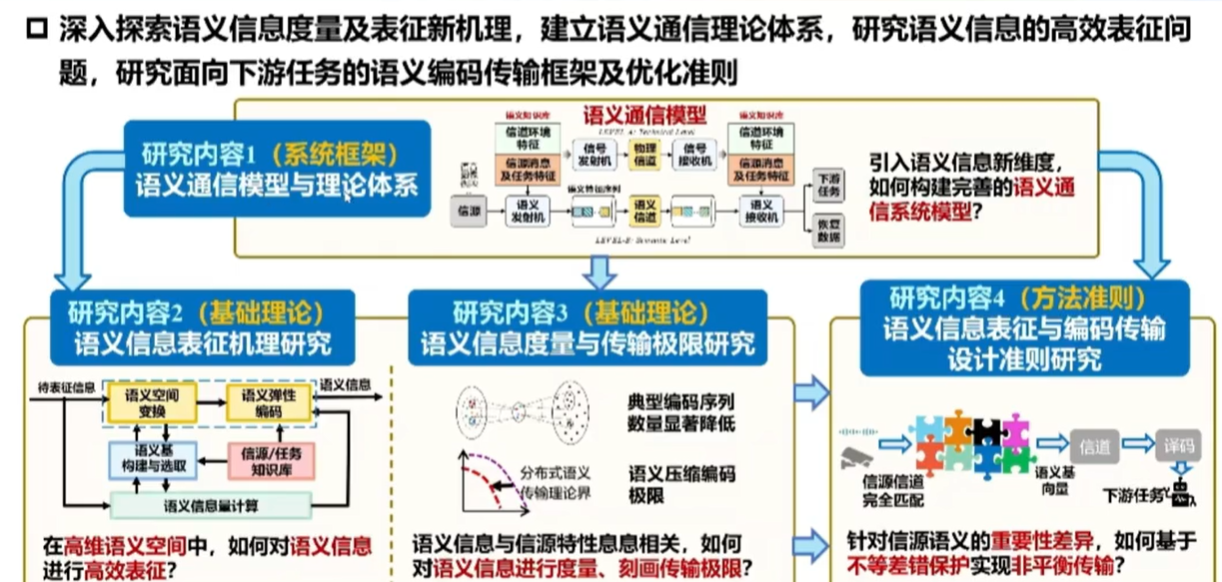 深入探索语义信息度量及表征新机理，建立语义通信理论体系，研究语义信息的高效表征问
题，研究面向下游任务的语义编码传输框架及优化准则
研究内容1（系统框架）
语义通信模型与理论体系
语义通信模型
语义知识库
信道环境
特征
信源消息
及任务特征
LEVEL-A: Technical Level
信号
发射机
物理
信道
信号
接收机
语义知识库
信道环境
特征
信源消息
及任务特征
信源
语义
发射机
语义
信道
语义
接收机
下游
任务
恢复
数据
LEVEL-B: Semantic Level
引入语义信息新维度，
如何构建完善的语义通
信系统模型？
研究内容2（基础理论）
语义信息表征机理研究
待表征信息
语义空间
变换
语义弹性
编码
语义信息
语义基
构建与选取
信源/任务
知识库
语义信息量计算
在高维语义空间中，如何对语义信息
进行高效表征？
研究内容3（基础理论）
语义信息度量与传输极限研究
典型编码序列
数量显著降低
分布式语义
传输理论界
语义压缩编码
极限
语义信息与信源特性息息相关，如何
对语义信息进行度量、刻画传输极限？
研究内容4（方法准则）
语义信息表征与编码传输
设计准则研究
信源信道
完全匹配
语义基
向量
信道
译码
下游任务
针对信源语义的重要性差异，如何基于
不等差错保护实现非平衡传输？